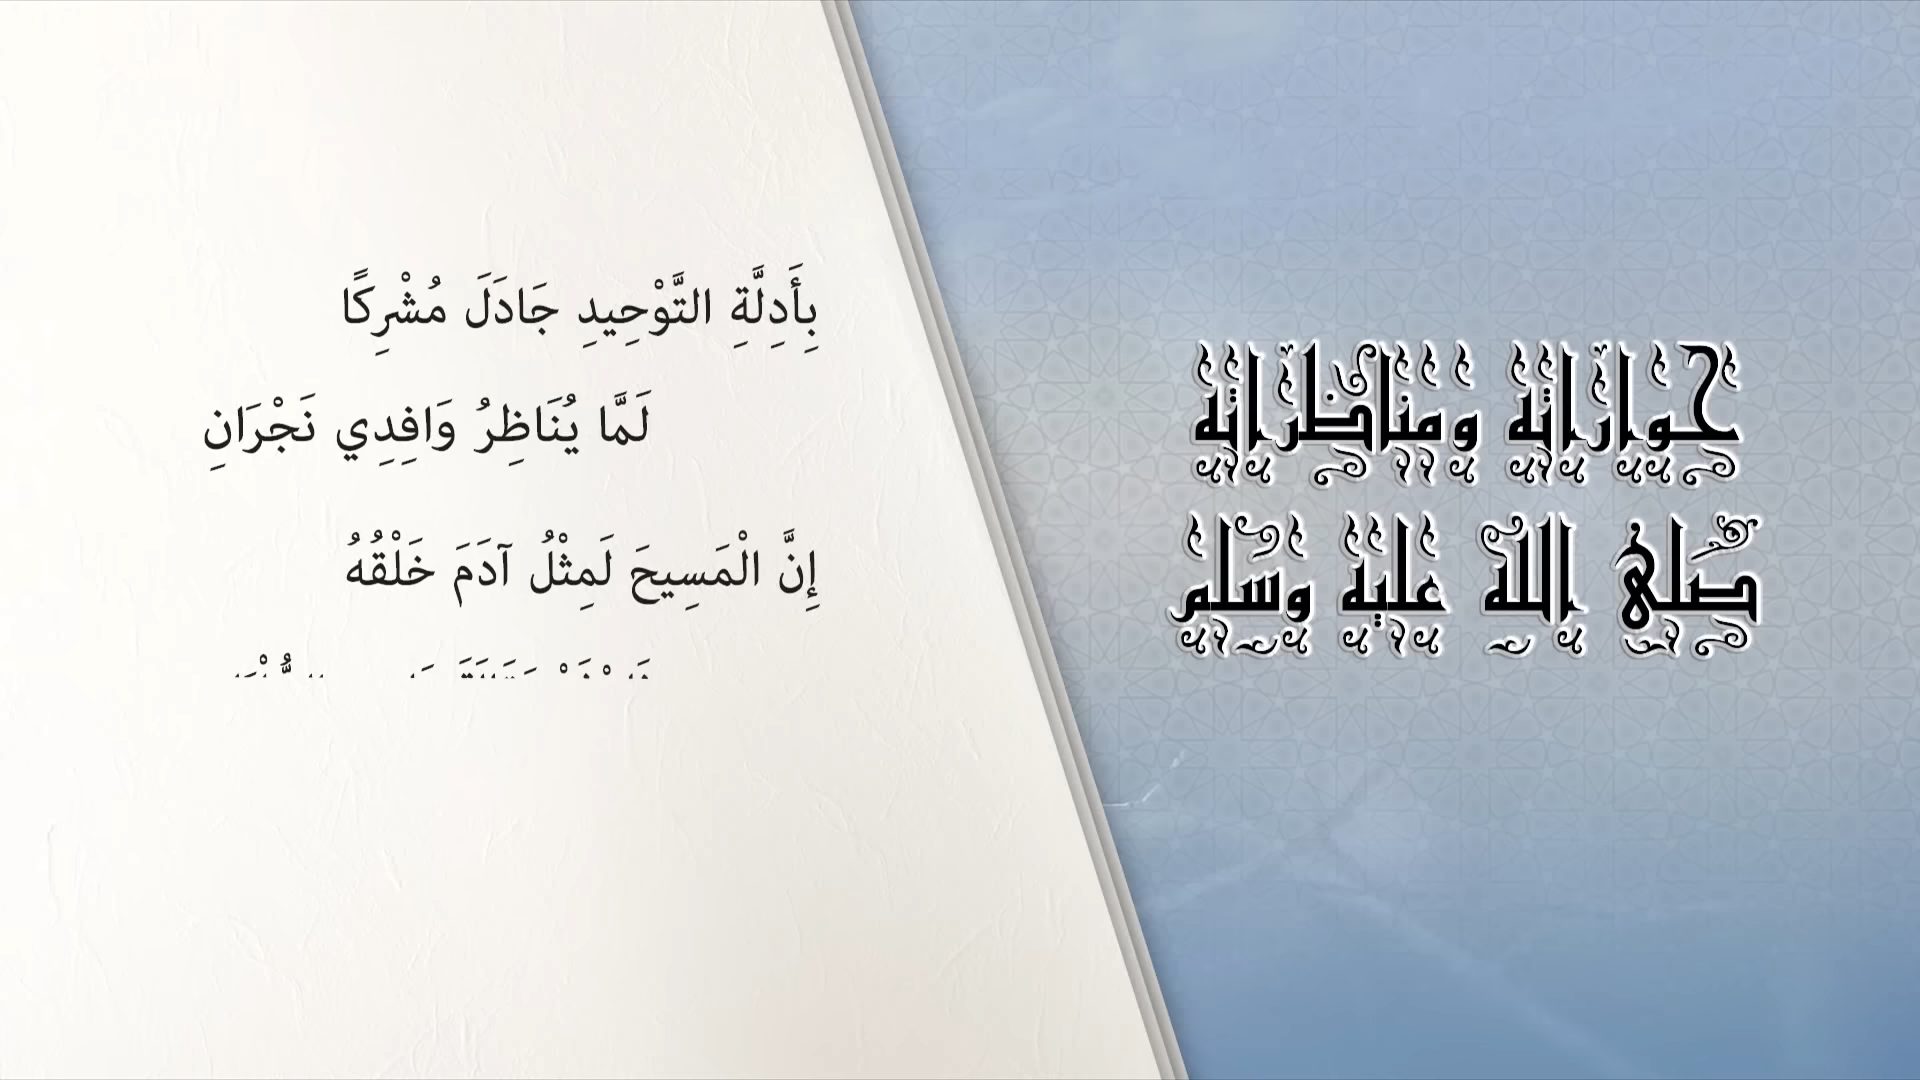 حواراته ومناظراته
صلى الله عليه وسلم
بِأَدِلَّةِ التَّوْحِيدِ جَادَلَ مُشْرِكًا
لَمَّا يُنَاظِرُ وَافِدِي نَجْرَانِ
إِنَّ الْمَسِيحَ لَمِثْلُ آدَمَ خَلْقُهُ